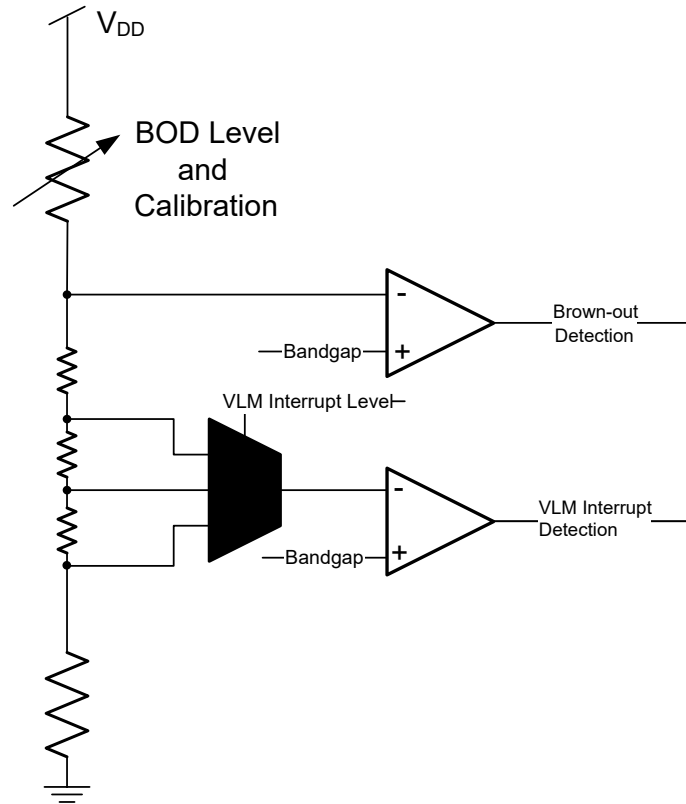 VDD
BOD Level
and
Calibration
-
Brown-out
Detection
Bandgap
+
VLM Interrupt Level
-
VLM Interrupt
Detection
Bandgap
+